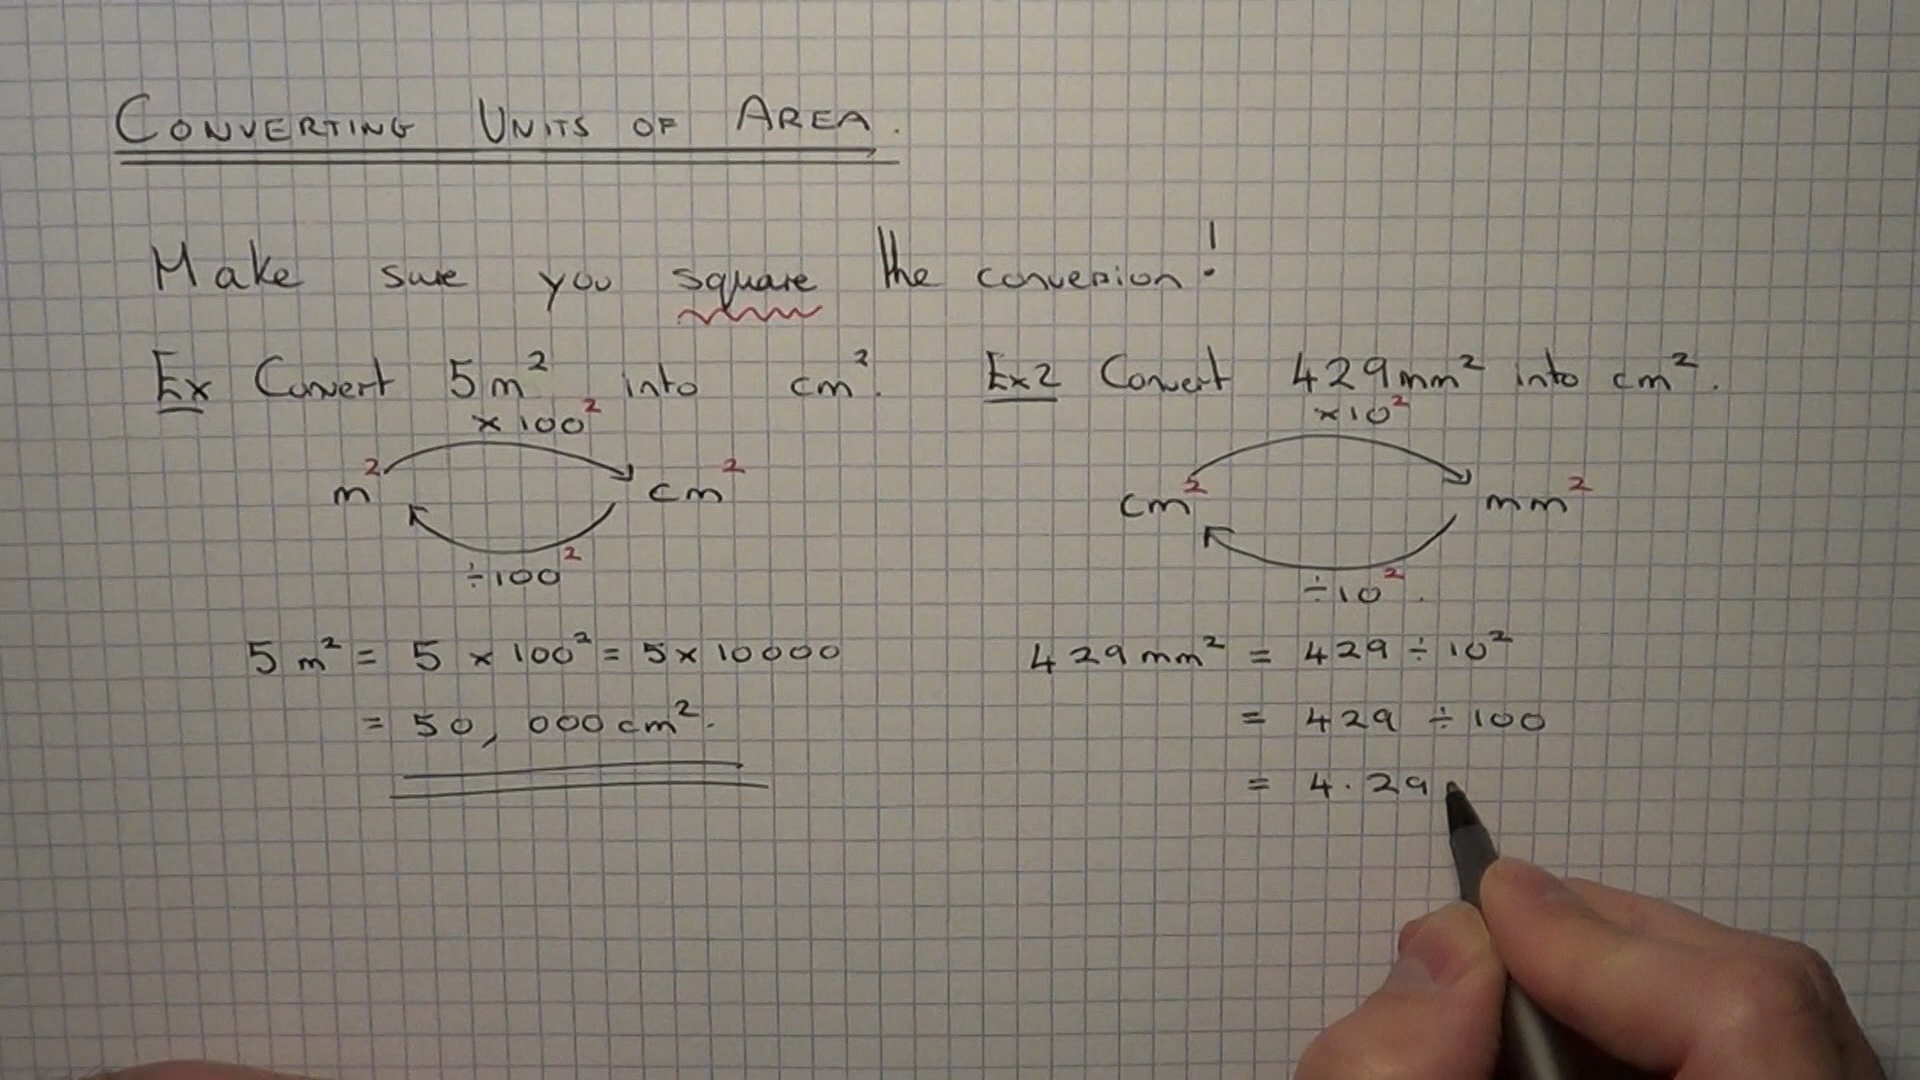 CONVERTING UNITS OF AREA.
Make sure you square the conversion!
Ex Convert 5m² into cm².
×100²
m² cm²
÷100²
5 m² = 5 × 100² = 5 × 10000
= 50,000 cm².
Ex2 Convert 429mm² into cm².
×10²
cm² mm²
÷10².
429mm² = 429 ÷ 10²
= 429 ÷ 100
= 4.29